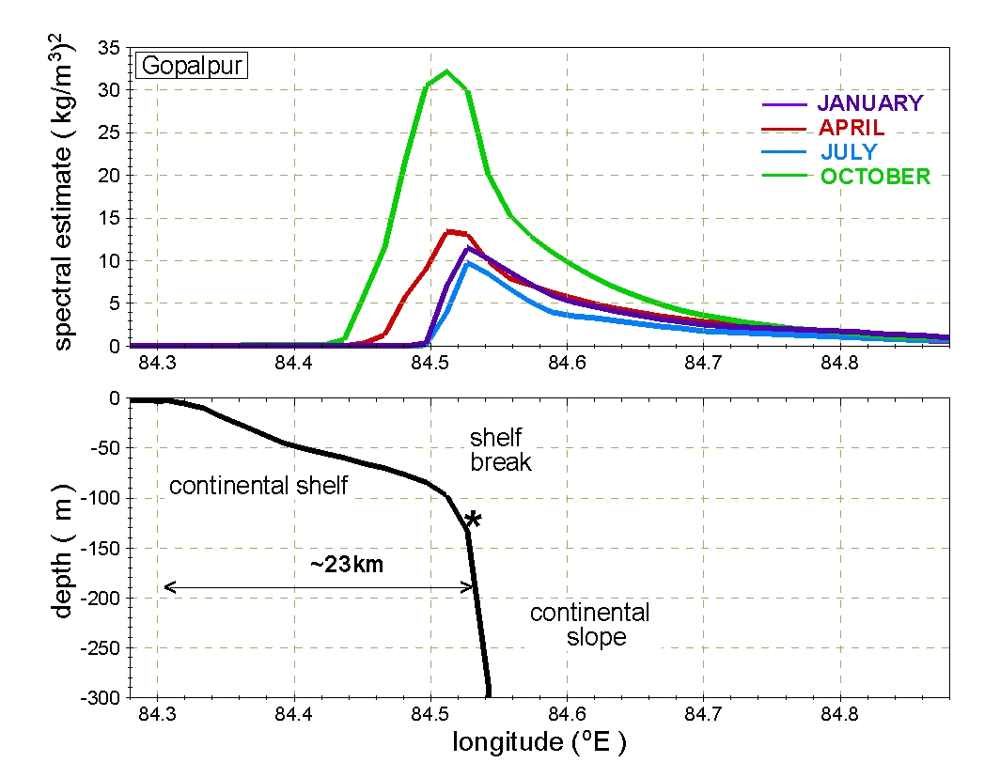 spectral estimate ( kg/m³)²
35
30
25
20
15
10
5
0
Gopalpur
JANUARY
APRIL
JULY
OCTOBER
84.3 84.4 84.5 84.6 84.7 84.8
depth ( m)
0
-50
-100
-150
-200
-250
-300
shelf
break
continental shelf
*
~23km
continental
slope
84.3 84.4 84.5 84.6 84.7 84.8
longitude (ºE )